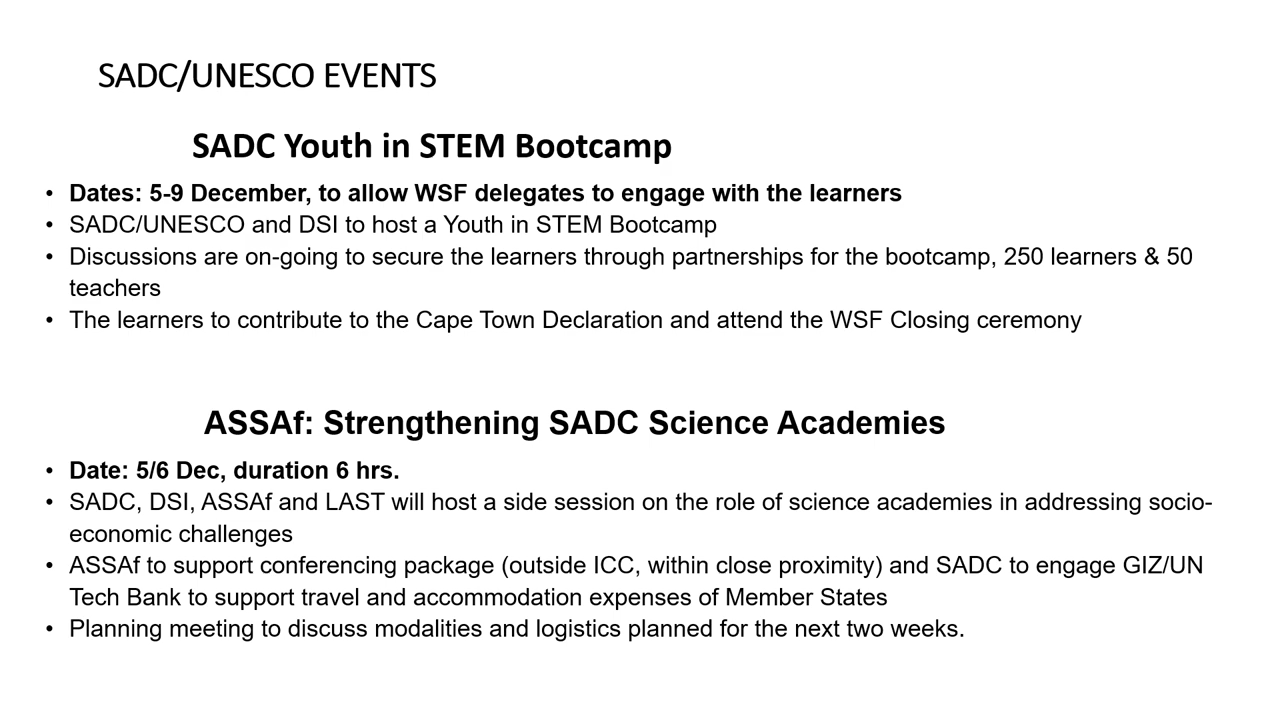 SADC/UNESCO EVENTS
SADC Youth in STEM Bootcamp
• Dates: 5-9 December, to allow WSF delegates to engage with the learners
• SADC/UNESCO and DSI to host a Youth in STEM Bootcamp
• Discussions are on-going to secure the learners through partnerships for the bootcamp, 250 learners & 50
teachers
• The learners to contribute to the Cape Town Declaration and attend the WSF Closing ceremony
ASSAf: Strengthening SADC Science Academies
• Date: 5/6 Dec, duration 6 hrs.
• SADC, DSI, ASSAf and LAST will host a side session on the role of science academies in addressing socio-
economic challenges
• ASSAf to support conferencing package (outside ICC, within close proximity) and SADC to engage GIZ/UN
Tech Bank to support travel and accommodation expenses of Member States
• Planning meeting to discuss modalities and logistics planned for the next two weeks.